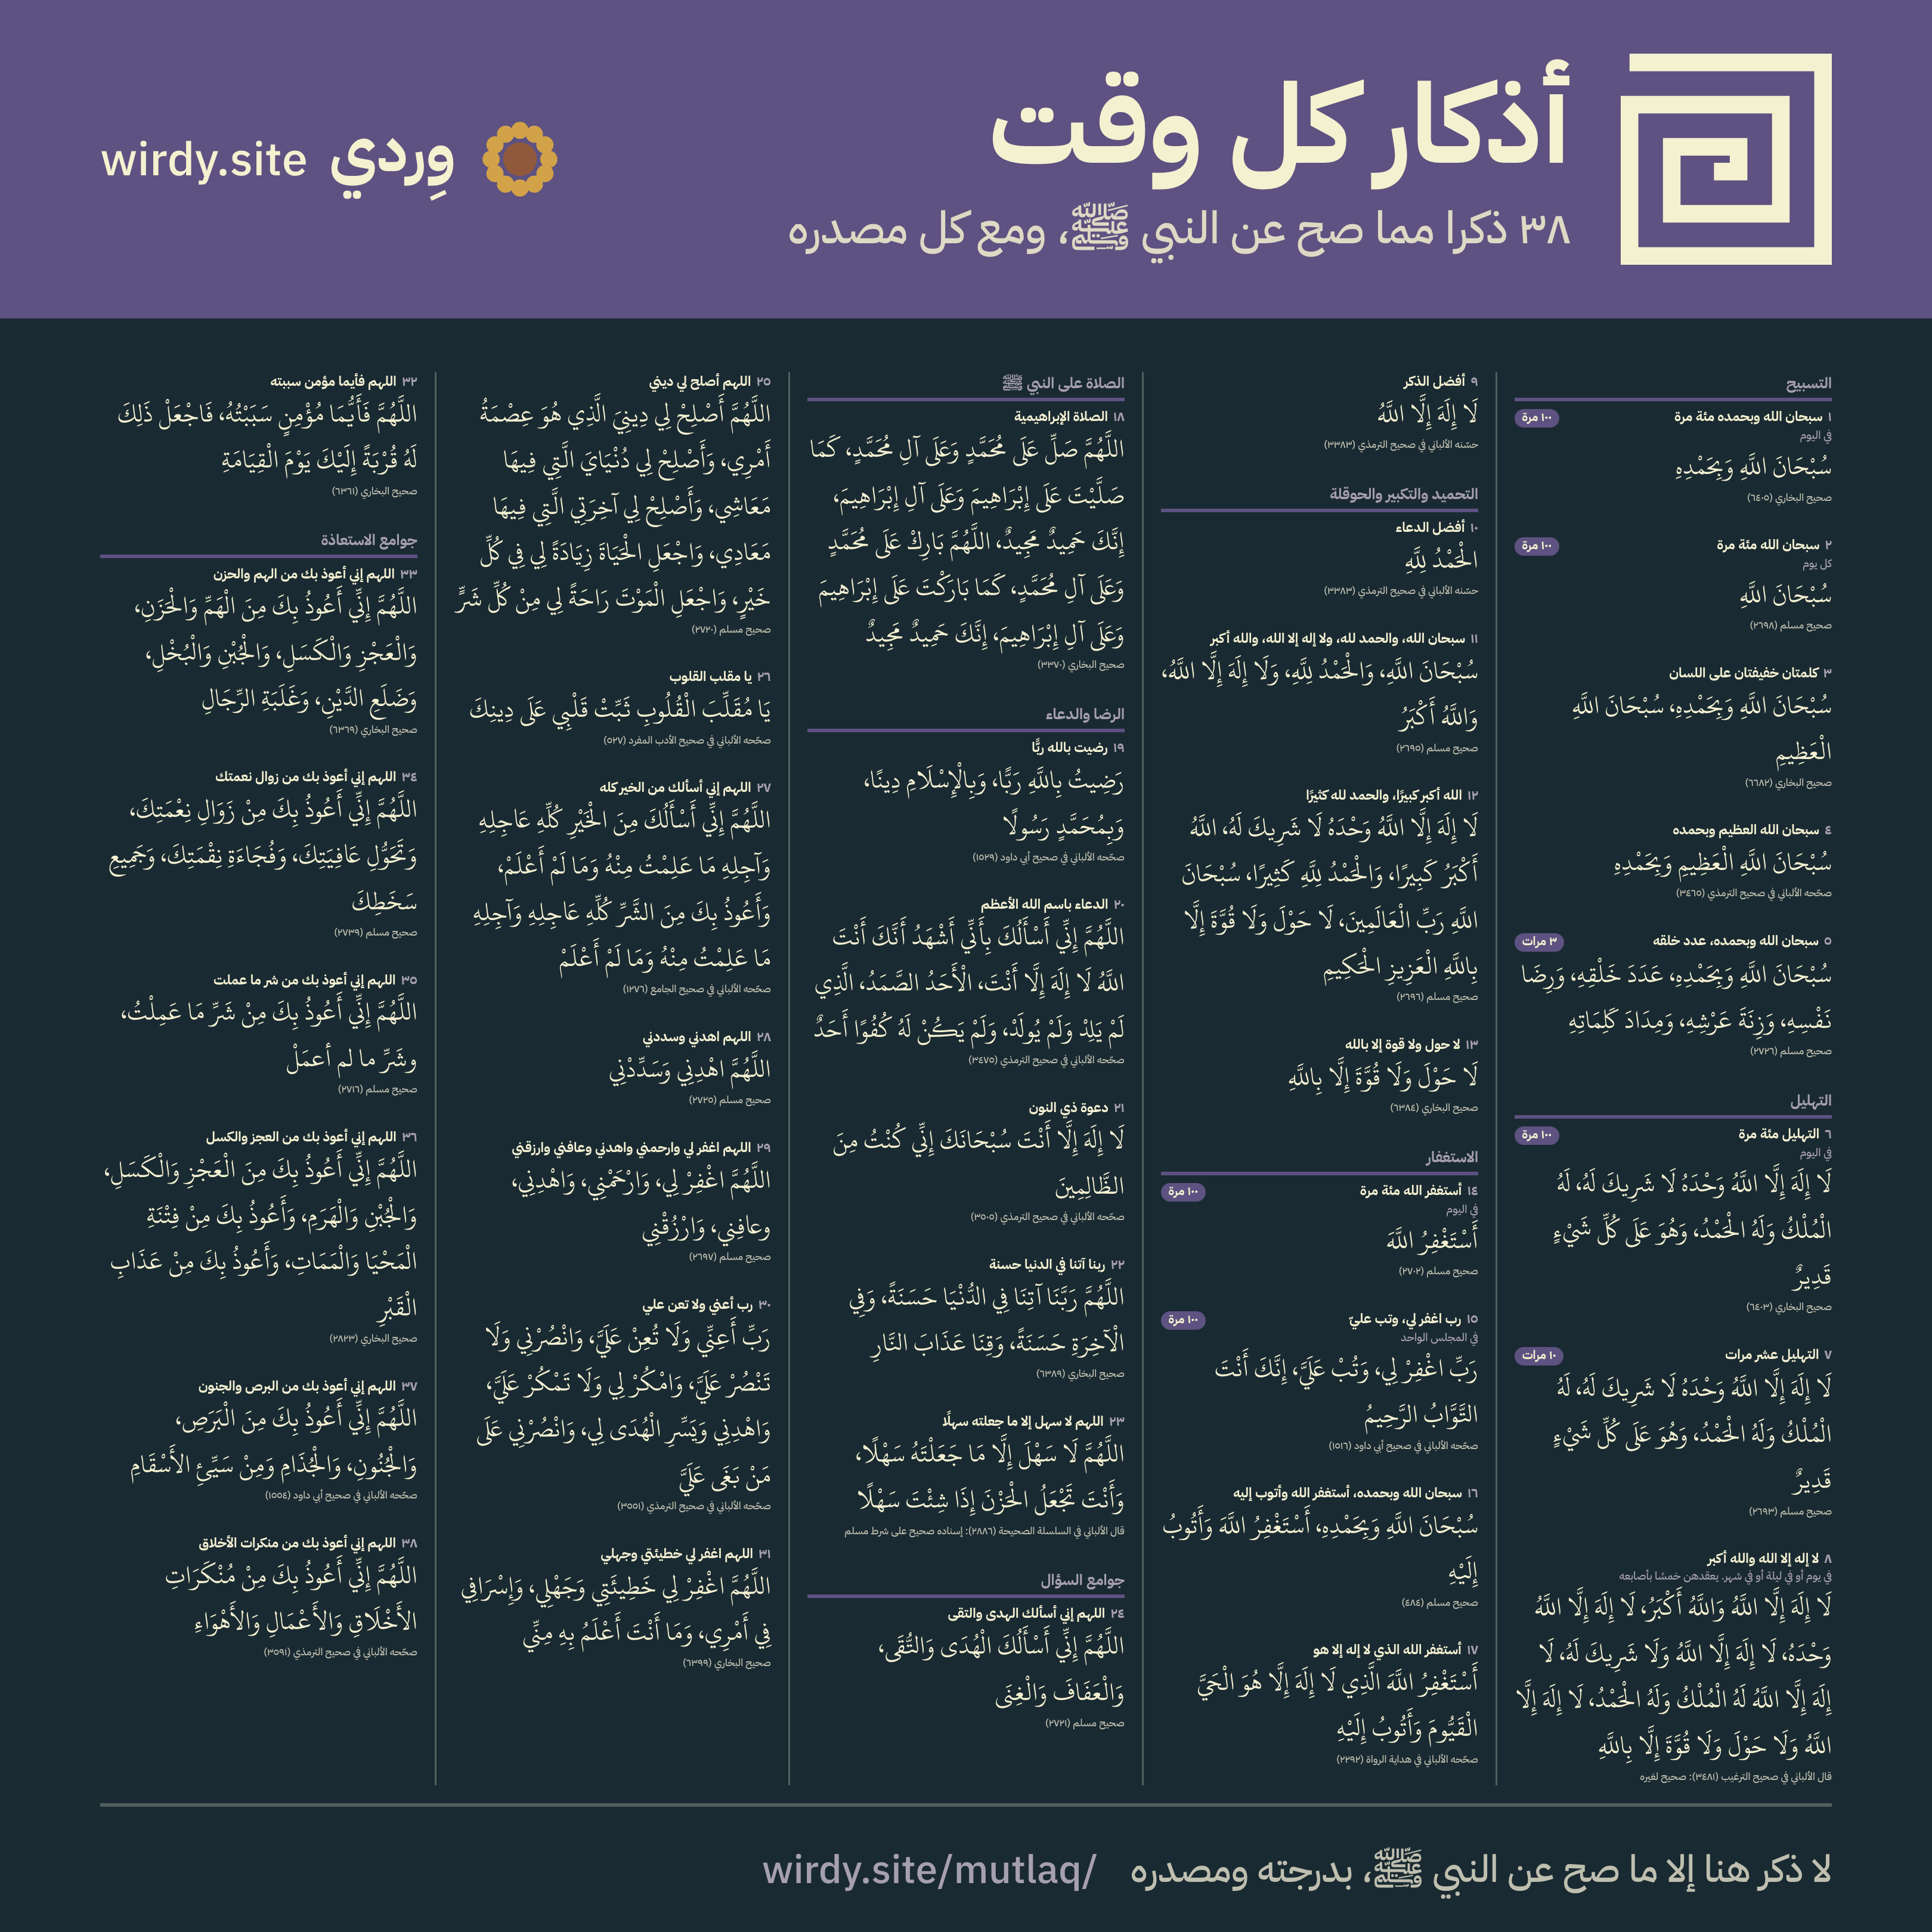 أذكار كل وقت
٣٨ ذكرا مما صح عن النبي ﷺ، ومع كل مصدره
وِردي wirdy.site
التسبيح
١ سبحان الله وبحمده مئة مرة ١٠٠ مرة
في اليوم
سُبْحَانَ اللَّهِ وَبِحَمْدِهِ
صحيح البخاري (٦٤٠٥)
٢ سبحان الله مئة مرة ١٠٠ مرة
كل يوم
سُبْحَانَ اللَّهِ
صحيح مسلم (٢٦٩٨)
٣ كلمتان خفيفتان على اللسان
سُبْحَانَ اللَّهِ وَبِحَمْدِهِ، سُبْحَانَ اللَّهِ
الْعَظِيمِ
صحيح البخاري (٦٦٨٢)
٤ سبحان الله العظيم وبحمده
سُبْحَانَ اللَّهِ الْعَظِيمِ وَبِحَمْدِهِ
صحّحه الألباني في صحيح الترمذي (٣٤٦٥)
٥ سبحان الله وبحمده، عدد خلقه ٣ مرات
سُبْحَانَ اللَّهِ وَبِحَمْدِهِ، عَدَدَ خَلْقِهِ، وَرِضَا
نَفْسِهِ، وَزِنَةَ عَرْشِهِ، وَمِدَادَ كَلِمَاتِهِ
صحيح مسلم (٢٧٢٦)
التهليل
٦ التهليل مئة مرة ١٠٠ مرة
في اليوم
لَا إِلَهَ إِلَّا اللَّهُ وَحْدَهُ لَا شَرِيكَ لَهُ، لَهُ
الْمُلْكُ وَلَهُ الْحَمْدُ، وَهُوَ عَلَى كُلِّ شَيْءٍ
قَدِيرٌ
صحيح البخاري (٦٤٠٣)
٧ التهليل عشر مرات ١٠ مرات
لَا إِلَهَ إِلَّا اللَّهُ وَحْدَهُ لَا شَرِيكَ لَهُ، لَهُ
الْمُلْكُ وَلَهُ الْحَمْدُ، وَهُوَ عَلَى كُلِّ شَيْءٍ
قَدِيرٌ
صحيح مسلم (٢٦٩٣)
٨ لا إله إلا الله والله أكبر
في يوم أو في ليلة أو في شهر. يعقدهن خمسًا بأصابعه
لَا إِلَهَ إِلَّا اللَّهُ وَاللَّهُ أَكْبَرُ، لَا إِلَهَ إِلَّا اللَّهُ
وَحْدَهُ، لَا إِلَهَ إِلَّا اللَّهُ وَلَا شَرِيكَ لَهُ، لَا
إِلَهَ إِلَّا اللَّهُ لَهُ الْمُلْكُ وَلَهُ الْحَمْدُ، لَا إِلَهَ إِلَّا
اللَّهُ وَلَا حَوْلَ وَلَا قُوَّةَ إِلَّا بِاللَّهِ
قال الألباني في صحيح الترغيب (٣٤٨١): صحيح لغيره
٩ أفضل الذكر
لَا إِلَهَ إِلَّا اللَّهُ
حسّنه الألباني في صحيح الترمذي (٣٣٨٣)
التحميد والتكبير والحوقلة
١٠ أفضل الدعاء
الْحَمْدُ لِلَّهِ
حسّنه الألباني في صحيح الترمذي (٣٣٨٣)
١١ سبحان الله، والحمد لله، ولا إله إلا الله، والله أكبر
سُبْحَانَ اللَّهِ، وَالْحَمْدُ لِلَّهِ، وَلَا إِلَهَ إِلَّا اللَّهُ،
وَاللَّهُ أَكْبَرُ
صحيح مسلم (٢٦٩٥)
١٢ الله أكبر كبيرًا، والحمد لله كثيرًا
لَا إِلَهَ إِلَّا اللَّهُ وَحْدَهُ لَا شَرِيكَ لَهُ، اللَّهُ
أَكْبَرُ كَبِيرًا، وَالْحَمْدُ لِلَّهِ كَثِيرًا، سُبْحَانَ
اللَّهِ رَبِّ الْعَالَمِينَ، لَا حَوْلَ وَلَا قُوَّةَ إِلَّا
بِاللَّهِ الْعَزِيزِ الْحَكِيمِ
صحيح مسلم (٢٦٩٦)
١٣ لا حول ولا قوة إلا بالله
لَا حَوْلَ وَلَا قُوَّةَ إِلَّا بِاللَّهِ
صحيح البخاري (٦٣٨٤)
الاستغفار
١٤ أستغفر الله مئة مرة ١٠٠ مرة
في اليوم
أَسْتَغْفِرُ اللَّهَ
صحيح مسلم (٢٧٠٢)
١٥ رب اغفر لي، وتب عليّ ١٠٠ مرة
في المجلس الواحد
رَبِّ اغْفِرْ لِي، وَتُبْ عَلَيَّ، إِنَّكَ أَنْتَ
التَّوَّابُ الرَّحِيمُ
صحّحه الألباني في صحيح أبي داود (١٥١٦)
١٦ سبحان الله وبحمده، أستغفر الله وأتوب إليه
سُبْحَانَ اللَّهِ وَبِحَمْدِهِ، أَسْتَغْفِرُ اللَّهَ وَأَتُوبُ
إِلَيْهِ
صحيح مسلم (٤٨٤)
١٧ أستغفر الله الذي لا إله إلا هو
أَسْتَغْفِرُ اللَّهَ الَّذِي لَا إِلَهَ إِلَّا هُوَ الْحَيَّ
الْقَيُّومَ وَأَتُوبُ إِلَيْهِ
صحّحه الألباني في هداية الرواة (٢٢٩٢)
الصلاة على النبي ﷺ
١٨ الصلاة الإبراهيمية
اللَّهُمَّ صَلِّ عَلَى مُحَمَّدٍ وَعَلَى آلِ مُحَمَّدٍ، كَمَا
صَلَّيْتَ عَلَى إِبْرَاهِيمَ وَعَلَى آلِ إِبْرَاهِيمَ،
إِنَّكَ حَمِيدٌ مَجِيدٌ، اللَّهُمَّ بَارِكْ عَلَى مُحَمَّدٍ
وَعَلَى آلِ مُحَمَّدٍ، كَمَا بَارَكْتَ عَلَى إِبْرَاهِيمَ
وَعَلَى آلِ إِبْرَاهِيمَ، إِنَّكَ حَمِيدٌ مَجِيدٌ
صحيح البخاري (٣٣٧٠)
الرضا والدعاء
١٩ رضيت بالله ربًّا
رَضِيتُ بِاللَّهِ رَبًّا، وَبِالْإِسْلَامِ دِينًا،
وَبِمُحَمَّدٍ رَسُولًا
صحّحه الألباني في صحيح أبي داود (١٥٢٩)
٢٠ الدعاء باسم الله الأعظم
اللَّهُمَّ إِنِّي أَسْأَلُكَ بِأَنِّي أَشْهَدُ أَنَّكَ أَنْتَ
اللَّهُ لَا إِلَهَ إِلَّا أَنْتَ، الْأَحَدُ الصَّمَدُ، الَّذِي
لَمْ يَلِدْ وَلَمْ يُولَدْ، وَلَمْ يَكُنْ لَهُ كُفُوًا أَحَدٌ
صحّحه الألباني في صحيح الترمذي (٣٤٧٥)
٢١ دعوة ذي النون
لَا إِلَهَ إِلَّا أَنْتَ سُبْحَانَكَ إِنِّي كُنْتُ مِنَ
الظَّالِمِينَ
صحّحه الألباني في صحيح الترمذي (٣٥٠٥)
٢٢ ربنا آتنا في الدنيا حسنة
اللَّهُمَّ رَبَّنَا آتِنَا فِي الدُّنْيَا حَسَنَةً، وَفِي
الْآخِرَةِ حَسَنَةً، وَقِنَا عَذَابَ النَّارِ
صحيح البخاري (٦٣٨٩)
٢٣ اللهم لا سهل إلا ما جعلته سهلًا
اللَّهُمَّ لَا سَهْلَ إِلَّا مَا جَعَلْتَهُ سَهْلًا،
وَأَنْتَ تَجْعَلُ الْحَزْنَ إِذَا شِئْتَ سَهْلًا
قال الألباني في السلسلة الصحيحة (٢٨٨٦): إسناده صحيح على شرط مسلم
جوامع السؤال
٢٤ اللهم إني أسألك الهدى والتقى
اللَّهُمَّ إِنِّي أَسْأَلُكَ الْهُدَى وَالتُّقَى،
وَالْعَفَافَ وَالْغِنَى
صحيح مسلم (٢٧٢١)
٢٥ اللهم أصلح لي ديني
اللَّهُمَّ أَصْلِحْ لِي دِينِيَ الَّذِي هُوَ عِصْمَةُ
أَمْرِي، وَأَصْلِحْ لِي دُنْيَايَ الَّتِي فِيهَا
مَعَاشِي، وَأَصْلِحْ لِي آخِرَتِي الَّتِي فِيهَا
مَعَادِي، وَاجْعَلِ الْحَيَاةَ زِيَادَةً لِي فِي كُلِّ
خَيْرٍ، وَاجْعَلِ الْمَوْتَ رَاحَةً لِي مِنْ كُلِّ شَرٍّ
صحيح مسلم (٢٧٢٠)
٢٦ يا مقلب القلوب
يَا مُقَلِّبَ الْقُلُوبِ ثَبِّتْ قَلْبِي عَلَى دِينِكَ
صحّحه الألباني في صحيح الأدب المفرد (٥٢٧)
٢٧ اللهم إني أسألك من الخير كله
اللَّهُمَّ إِنِّي أَسْأَلُكَ مِنَ الْخَيْرِ كُلِّهِ عَاجِلِهِ
وَآجِلِهِ مَا عَلِمْتُ مِنْهُ وَمَا لَمْ أَعْلَمْ،
وَأَعُوذُ بِكَ مِنَ الشَّرِّ كُلِّهِ عَاجِلِهِ وَآجِلِهِ
مَا عَلِمْتُ مِنْهُ وَمَا لَمْ أَعْلَمْ
صحّحه الألباني في صحيح الجامع (١٢٧٦)
٢٨ اللهم اهدني وسددني
اللَّهُمَّ اهْدِنِي وَسَدِّدْنِي
صحيح مسلم (٢٧٢٥)
٢٩ اللهم اغفر لي وارحمني واهدني وعافني وارزقني
اللَّهُمَّ اغْفِرْ لِي، وَارْحَمْنِي، وَاهْدِنِي،
وعافِنِي، وَارْزُقْنِي
صحيح مسلم (٢٦٩٧)
٣٠ رب أعني ولا تعن علي
رَبِّ أَعِنِّي وَلَا تُعِنْ عَلَيَّ، وَانْصُرْنِي وَلَا
تَنْصُرْ عَلَيَّ، وَامْكُرْ لِي وَلَا تَمْكُرْ عَلَيَّ،
وَاهْدِنِي وَيَسِّرِ الْهُدَى لِي، وَانْصُرْنِي عَلَى
مَنْ بَغَى عَلَيَّ
صحّحه الألباني في صحيح الترمذي (٣٥٥١)
٣١ اللهم اغفر لي خطيئتي وجهلي
اللَّهُمَّ اغْفِرْ لِي خَطِيئَتِي وَجَهْلِي، وَإِسْرَافِي
فِي أَمْرِي، وَمَا أَنْتَ أَعْلَمُ بِهِ مِنِّي
صحيح البخاري (٦٣٩٩)
٣٢ اللهم فأيما مؤمن سببته
اللَّهُمَّ فَأَيُّمَا مُؤْمِنٍ سَبَبْتُهُ، فَاجْعَلْ ذَلِكَ
لَهُ قُرْبَةً إِلَيْكَ يَوْمَ الْقِيَامَةِ
صحيح البخاري (٦٣٦١)
جوامع الاستعاذة
٣٣ اللهم إني أعوذ بك من الهم والحزن
اللَّهُمَّ إِنِّي أَعُوذُ بِكَ مِنَ الْهَمِّ وَالْحَزَنِ،
وَالْعَجْزِ وَالْكَسَلِ، وَالْجُبْنِ وَالْبُخْلِ،
وَضَلَعِ الدَّيْنِ، وَغَلَبَةِ الرِّجَالِ
صحيح البخاري (٦٣٦٩)
٣٤ اللهم إني أعوذ بك من زوال نعمتك
اللَّهُمَّ إِنِّي أَعُوذُ بِكَ مِنْ زَوَالِ نِعْمَتِكَ،
وَتَحَوُّلِ عَافِيَتِكَ، وَفُجَاءَةِ نِقْمَتِكَ، وَجَمِيعِ
سَخَطِكَ
صحيح مسلم (٢٧٣٩)
٣٥ اللهم إني أعوذ بك من شر ما عملت
اللَّهُمَّ إِنِّي أَعُوذُ بِكَ مِنْ شَرِّ مَا عَمِلْتُ،
وشَرِّ ما لم أعمَلْ
صحيح مسلم (٢٧١٦)
٣٦ اللهم إني أعوذ بك من العجز والكسل
اللَّهُمَّ إِنِّي أَعُوذُ بِكَ مِنَ الْعَجْزِ وَالْكَسَلِ،
وَالْجُبْنِ وَالْهَرَمِ، وَأَعُوذُ بِكَ مِنْ فِتْنَةِ
الْمَحْيَا وَالْمَمَاتِ، وَأَعُوذُ بِكَ مِنْ عَذَابِ
الْقَبْرِ
صحيح البخاري (٢٨٢٣)
٣٧ اللهم إني أعوذ بك من البرص والجنون
اللَّهُمَّ إِنِّي أَعُوذُ بِكَ مِنَ الْبَرَصِ،
وَالْجُنُونِ، وَالْجُذَامِ وَمِنْ سَيِّئِ الأَسْقَامِ
صحّحه الألباني في صحيح أبي داود (١٥٥٤)
٣٨ اللهم إني أعوذ بك من منكرات الأخلاق
اللَّهُمَّ إِنِّي أَعُوذُ بِكَ مِنْ مُنْكَرَاتِ
الأَخْلَاقِ وَالأَعْمَالِ وَالأَهْوَاءِ
صحّحه الألباني في صحيح الترمذي (٣٥٩١)
لا ذكر هنا إلا ما صح عن النبي ﷺ، بدرجته ومصدره wirdy.site/mutlaq/